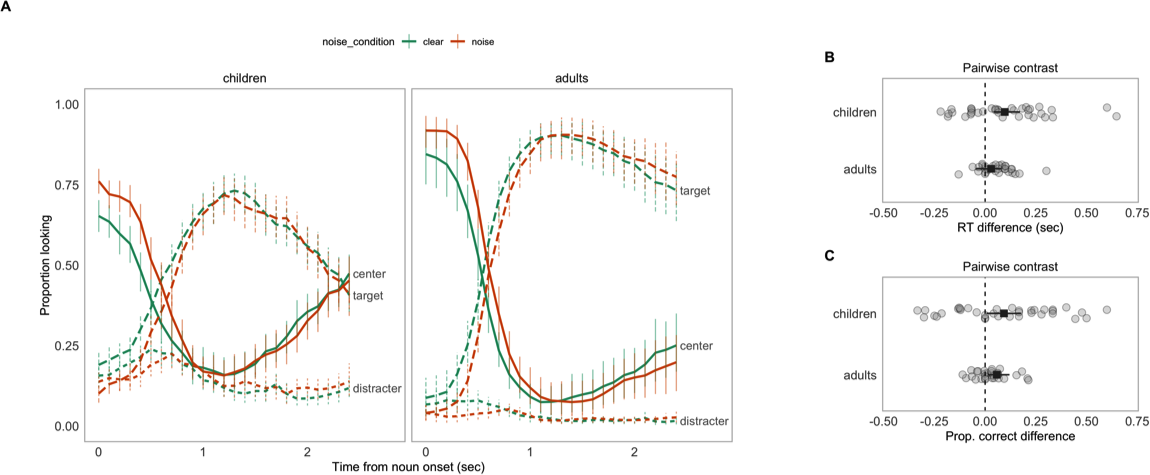 A
noise_condition clear noise
children adults
Proportion looking
1.00
0.75
0.50
0.25
0.00
center
target
distracter
target
center
distracter
0 1 2 0 1 2
Time from noun onset (sec)
B
Pairwise contrast
children
adults
-0.50 -0.25 0.00 0.25 0.50 0.75
RT difference (sec)
C
Pairwise contrast
children
adults
-0.50 -0.25 0.00 0.25 0.50 0.75
Prop. correct difference